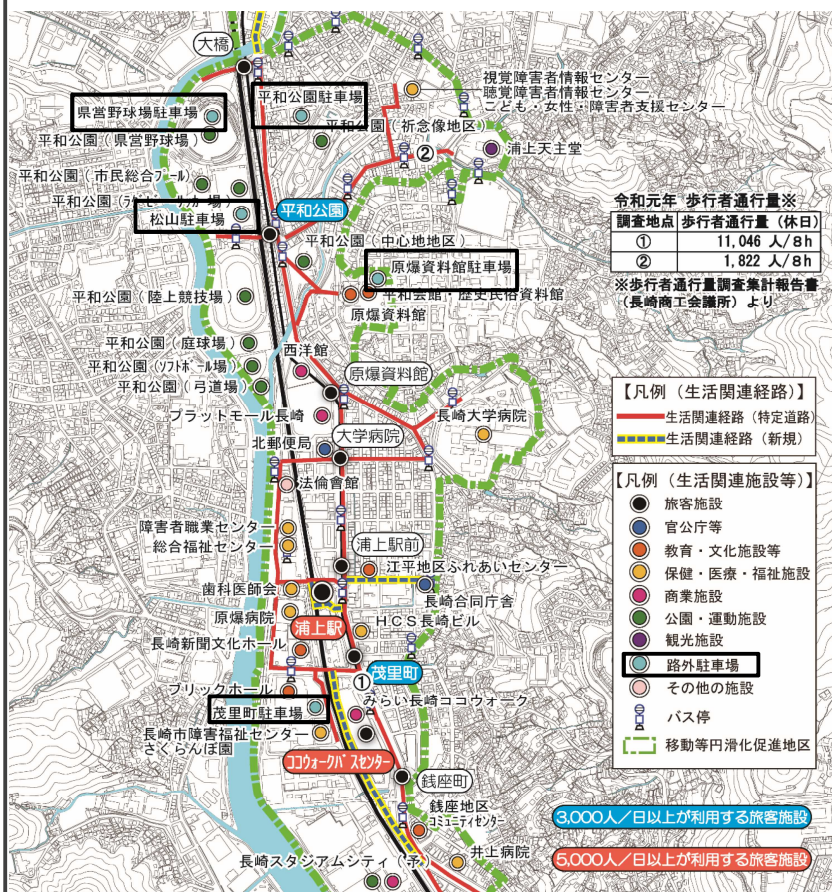 大橋
視覚障害者情報センター
聴覚障害者情報センター
こども・女性・障害者支援センター
平和公園駐車場
県営野球場駐車場
平和公園（祈念像地区）
平和公園（県営野球場）
②
浦上天主堂
平和公園（市民総合プール）
松山駐車場
平和公園
平和公園（中心地地区）
原爆資料館駐車場
平和会館・歴史民俗資料館
原爆資料館
平和公園（陸上競技場）
平和公園（庭球場）
平和公園（ソフトボール場）
平和公園（弓道場）
西洋館
原爆資料館
プラットモール長崎
長崎大学病院
北郵便局
大学病院
法倫會館
障害者職業センター
総合福祉センター
浦上駅前
江平地区ふれあいセンター
歯科医師会
長崎合同庁舎
原爆病院
浦上駅
HCS長崎ビル
長崎新聞文化ホール
茂里町
①
ブリックホール
みらい長崎ココウォーク
茂里町駐車場
長崎市障害福祉センター
さくらんぼ園
ココウォークバスセンター
銭座町
銭座地区
コミュニティセンター
井上病院
長崎スタジアムシティ（予）
令和元年 歩行者通行量※
調査地点 歩行者通行量（休日）
① 11,046 人/8h
② 1,822 人/8h
※歩行者通行量調査集計報告書
（長崎商工会議所）より
【凡例（生活関連経路）】
生活関連経路（特定道路）
生活関連経路（新規）
【凡例（生活関連施設等）】
旅客施設
官公庁等
教育・文化施設等
保健・医療・福祉施設
商業施設
公園・運動施設
観光施設
路外駐車場
その他の施設
バス停
移動等円滑化促進地区
3,000人/日以上が利用する旅客施設
5,000人/日以上が利用する旅客施設